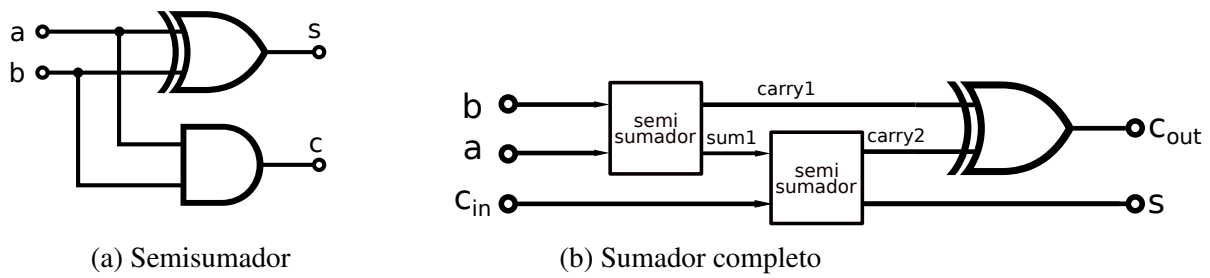 a
b
s
c
(a) Semisumador
b
a
c_in
semi
sumador
carry1
sum1
semi
sumador
carry2
c_out
s
(b) Sumador completo